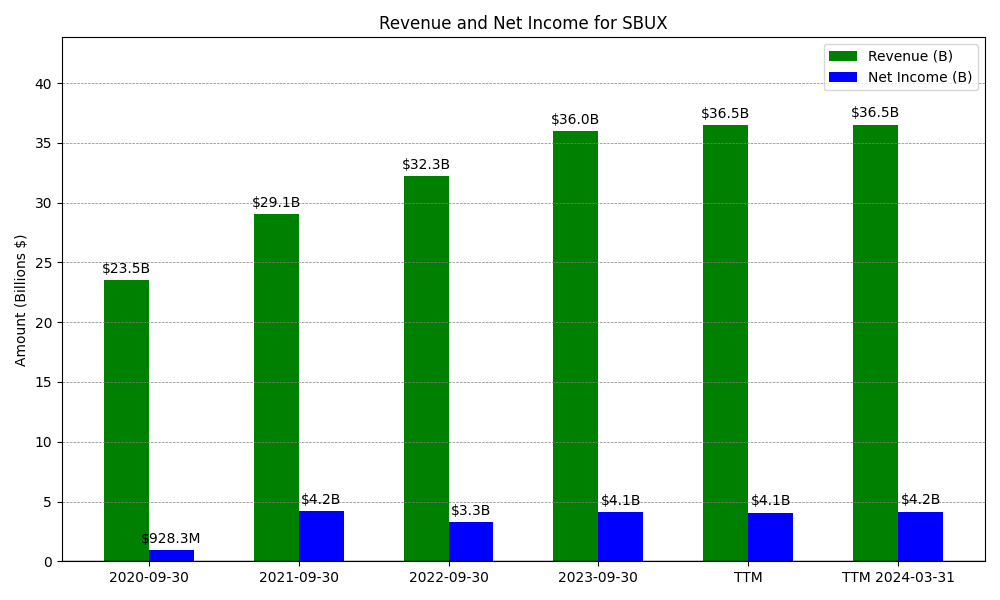 Revenue and Net Income for SBUX
Revenue (B)
Net Income (B)
Amount (Billions $)
40
35
30
25
20
15
10
5
0
$23.5B
$29.1B
$32.3B
$36.0B
$36.5B
$36.5B
$928.3M
$4.2B
$3.3B
$4.1B
$4.1B
$4.2B
2020-09-30
2021-09-30
2022-09-30
2023-09-30
TTM
TTM 2024-03-31